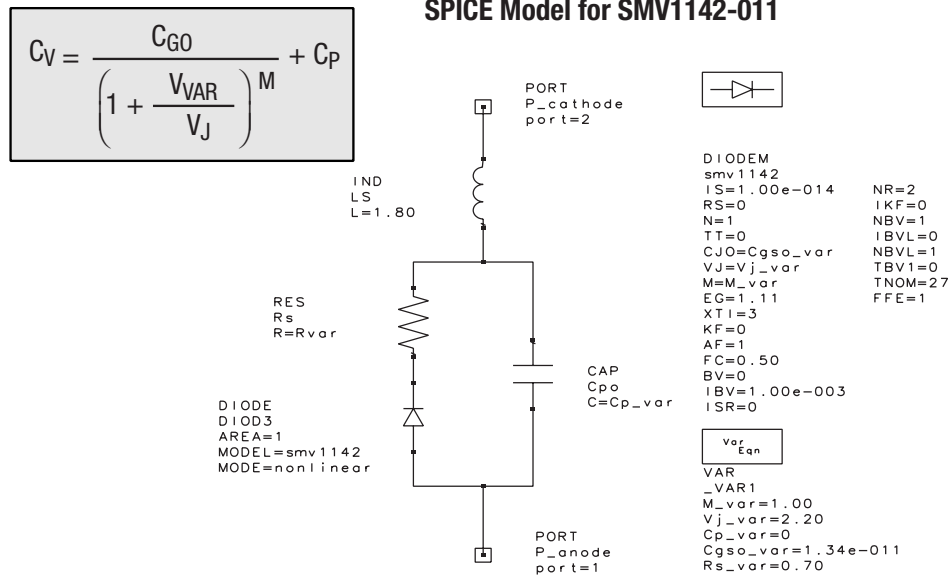 SPICE Model for SMV1142-011
C_V = C_GO / (1 + V_VAR / V_J)^M + C_P
PORT
P_cathode
port=2
IND
LS
L=1.80
RES
Rs
R=Rvar
CAP
Cpo
C=Cp_var
DIODE
DIOD3
AREA=1
MODEL=smv1142
MODE=nonlinear
PORT
P_anode
port=1
DIODEM
smv1142
IS=1.00e-014
RS=0
N=1
TT=0
CJO=Cgso_var
VJ=Vj_var
M=M_var
EG=1.11
XTI=3
KF=0
AF=1
FC=0.50
BV=0
IBV=1.00e-003
ISR=0
NR=2
IKF=0
NBV=1
IBVL=0
NBVL=1
TBV1=0
TNOM=27
FFE=1
Var
Eqn
VAR
_VAR1
M_var=1.00
Vj_var=2.20
Cp_var=0
Cgso_var=1.34e-011
Rs_var=0.70